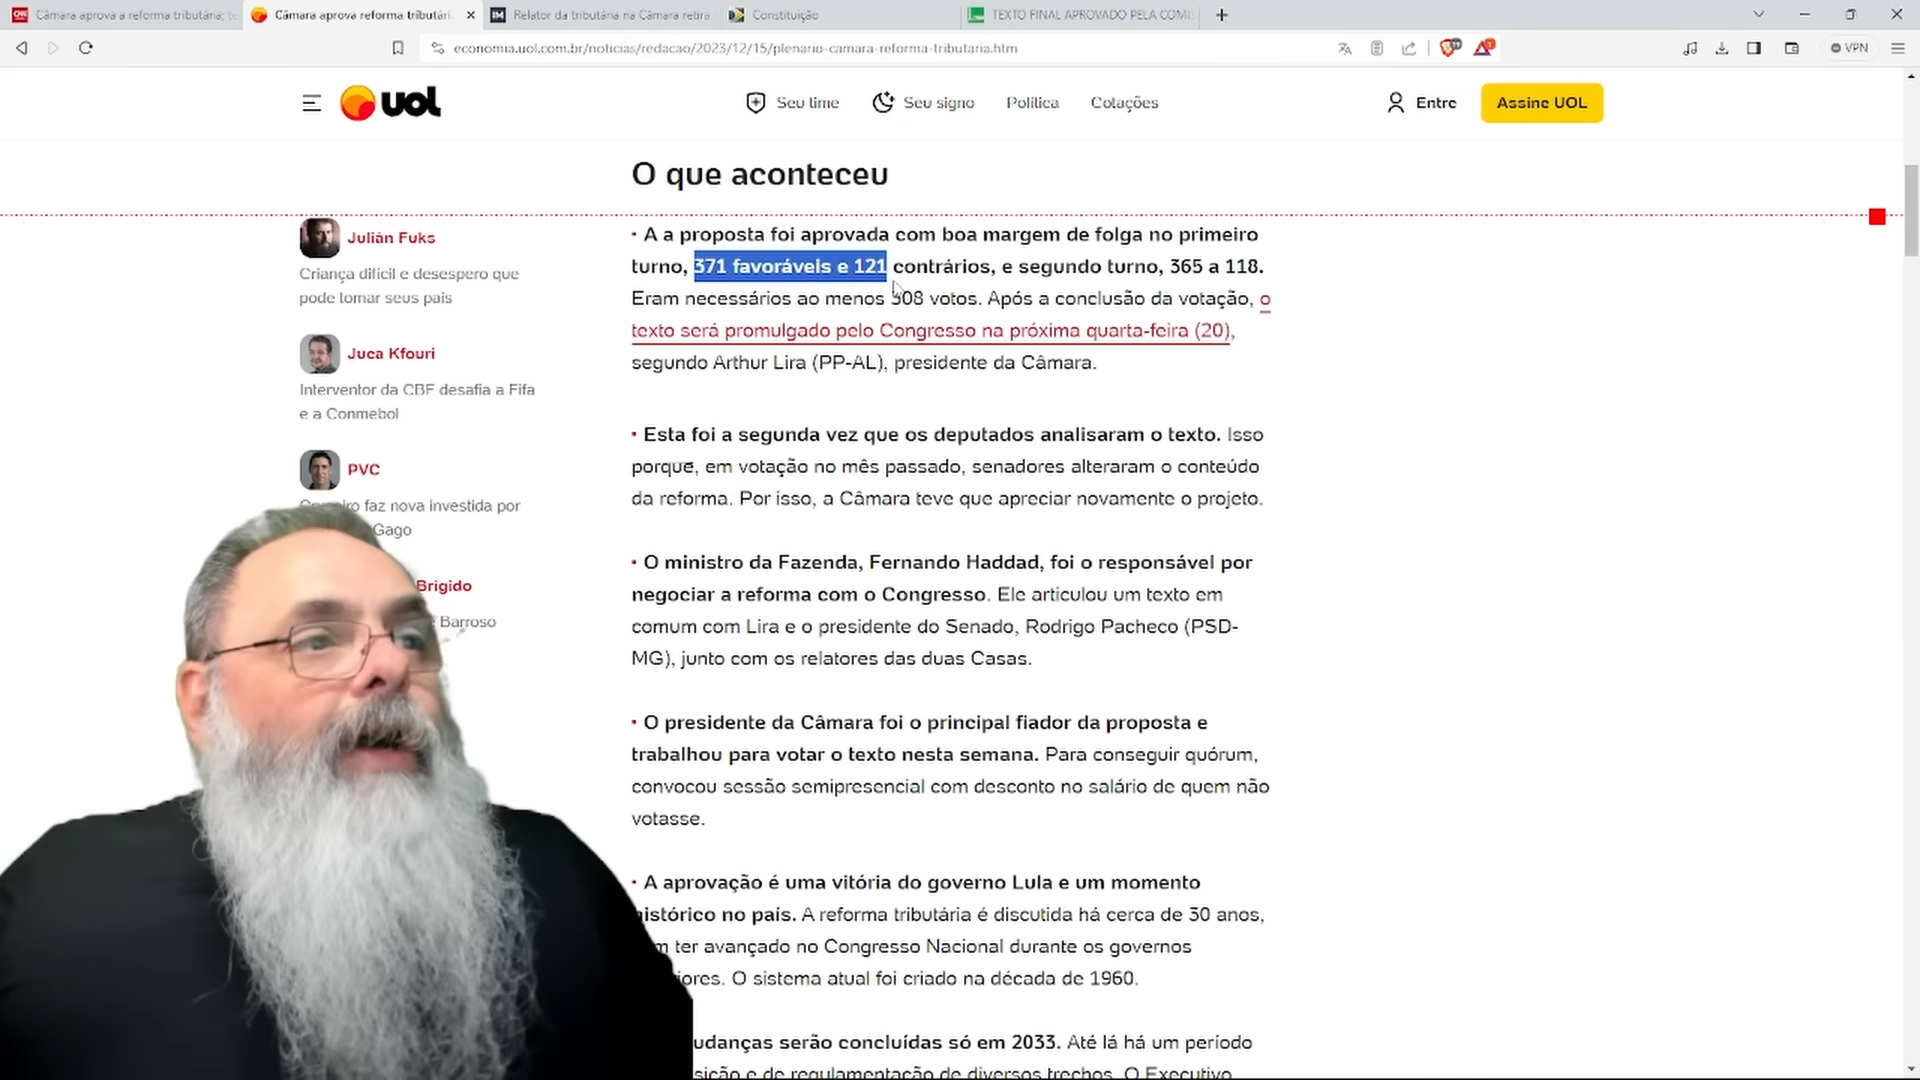 Câmara aprova a reforma tributária; te
Câmara aprova reforma tributári
Relator da tributária na Câmara retira
Constituição
TEXTO FINAL APROVADO PELA COMI
economia.uol.com.br/noticias/redacao/2023/12/15/plenario-camara-reforma-tributaria.htm
VPN
UOL
Seu time
Seu signo
Política
Cotações
Entre
Assine UOL
O que aconteceu
Julián Fuks
Criança difícil e desespero que
pode tomar seus pais
Juca Kfouri
Interventor da CBF desafia a Fifa
e a Conmebol
PVC
faz nova investida por
Gago
Brigido
Barroso
· A a proposta foi aprovada com boa margem de folga no primeiro
turno, 371 favoráveis e 121 contrários, e segundo turno, 365 a 118.
Eram necessários ao menos 308 votos. Após a conclusão da votação, o
texto será promulgado pelo Congresso na próxima quarta-feira (20),
segundo Arthur Lira (PP-AL), presidente da Câmara.
· Esta foi a segunda vez que os deputados analisaram o texto. Isso
porque, em votação no mês passado, senadores alteraram o conteúdo
da reforma. Por isso, a Câmara teve que apreciar novamente o projeto.
· O ministro da Fazenda, Fernando Haddad, foi o responsável por
negociar a reforma com o Congresso. Ele articulou um texto em
comum com Lira e o presidente do Senado, Rodrigo Pacheco (PSD-
MG), junto com os relatores das duas Casas.
· O presidente da Câmara foi o principal fiador da proposta e
trabalhou para votar o texto nesta semana. Para conseguir quórum,
convocou sessão semipresencial com desconto no salário de quem não
votasse.
· A aprovação é uma vitória do governo Lula e um momento
histórico no país. A reforma tributária é discutida há cerca de 30 anos,
m ter avançado no Congresso Nacional durante os governos
iores. O sistema atual foi criado na década de 1960.
udanças serão concluídas só em 2033. Até lá há um período
sição e de regulamentação de diversos trechos. O Executivo